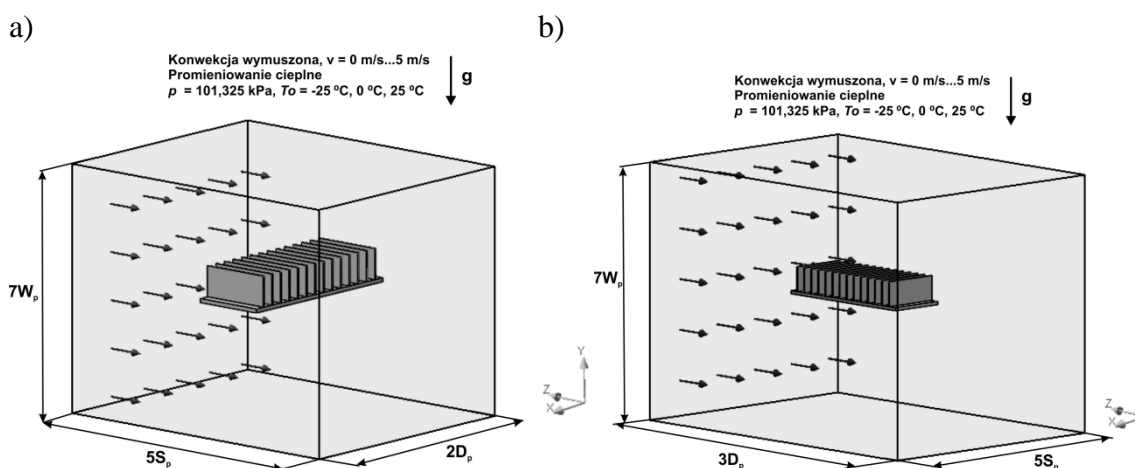 a)
Konwekcja wymuszona, v = 0 m/s...5 m/s
Promieniowanie cieplne
p = 101,325 kPa, To = -25 ºC, 0 ºC, 25 ºC
g
7Wp
5Sp
2Dp
Y
Z
X
b)
Konwekcja wymuszona, v = 0 m/s...5 m/s
Promieniowanie cieplne
p = 101,325 kPa, To = -25 ºC, 0 ºC, 25 ºC
g
7Wp
3Dp
5Sp
Z
X